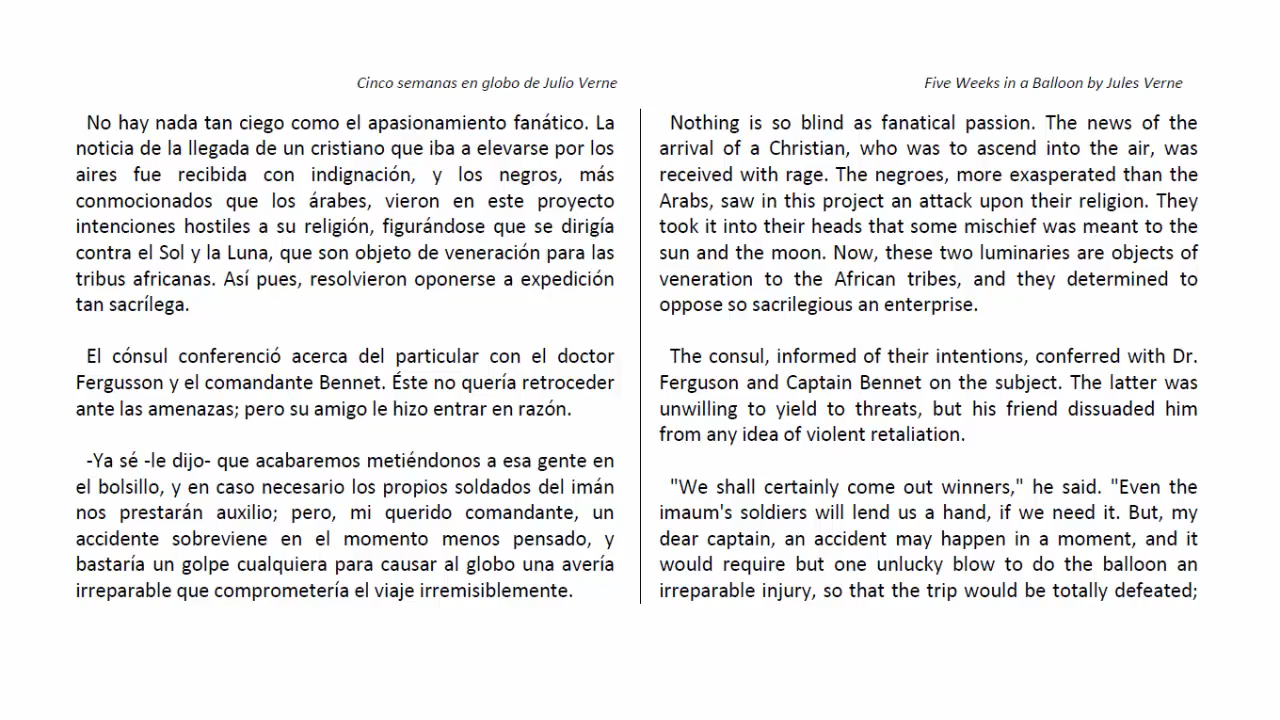 Cinco semanas en globo de Julio Verne
No hay nada tan ciego como el apasionamiento fanático. La
noticia de la llegada de un cristiano que iba a elevarse por los
aires fue recibida con indignación, y los negros, más
conmocionados que los árabes, vieron en este proyecto
intenciones hostiles a su religión, figurándose que se dirigía
contra el Sol y la Luna, que son objeto de veneración para las
tribus africanas. Así pues, resolvieron oponerse a expedición
tan sacrílega.
El cónsul conferenció acerca del particular con el doctor
Fergusson y el comandante Bennet. Éste no quería retroceder
ante las amenazas; pero su amigo le hizo entrar en razón.
-Ya sé -le dijo- que acabaremos metiéndonos a esa gente en
el bolsillo, y en caso necesario los propios soldados del imán
nos prestarán auxilio; pero, mi querido comandante, un
accidente sobreviene en el momento menos pensado, y
bastaría un golpe cualquiera para causar al globo una avería
irreparable que comprometería el viaje irremisiblemente.
Five Weeks in a Balloon by Jules Verne
Nothing is so blind as fanatical passion. The news of the
arrival of a Christian, who was to ascend into the air, was
received with rage. The negroes, more exasperated than the
Arabs, saw in this project an attack upon their religion. They
took it into their heads that some mischief was meant to the
sun and the moon. Now, these two luminaries are objects of
veneration to the African tribes, and they determined to
oppose so sacrilegious an enterprise.
The consul, informed of their intentions, conferred with Dr.
Ferguson and Captain Bennet on the subject. The latter was
unwilling to yield to threats, but his friend dissuaded him
from any idea of violent retaliation.
"We shall certainly come out winners," he said. "Even the
imaum's soldiers will lend us a hand, if we need it. But, my
dear captain, an accident may happen in a moment, and it
would require but one unlucky blow to do the balloon an
irreparable injury, so that the trip would be totally defeated;